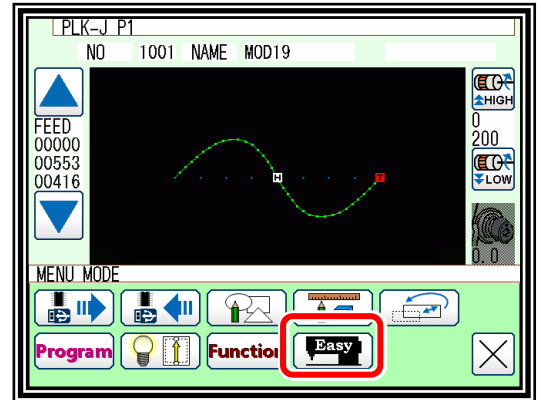 PLK-J P1
NO 1001 NAME MOD19
HIGH
FEED
00000
00553
00416
0
200
LOW
H
T
0.0
MENU MODE
Program
Function
Easy